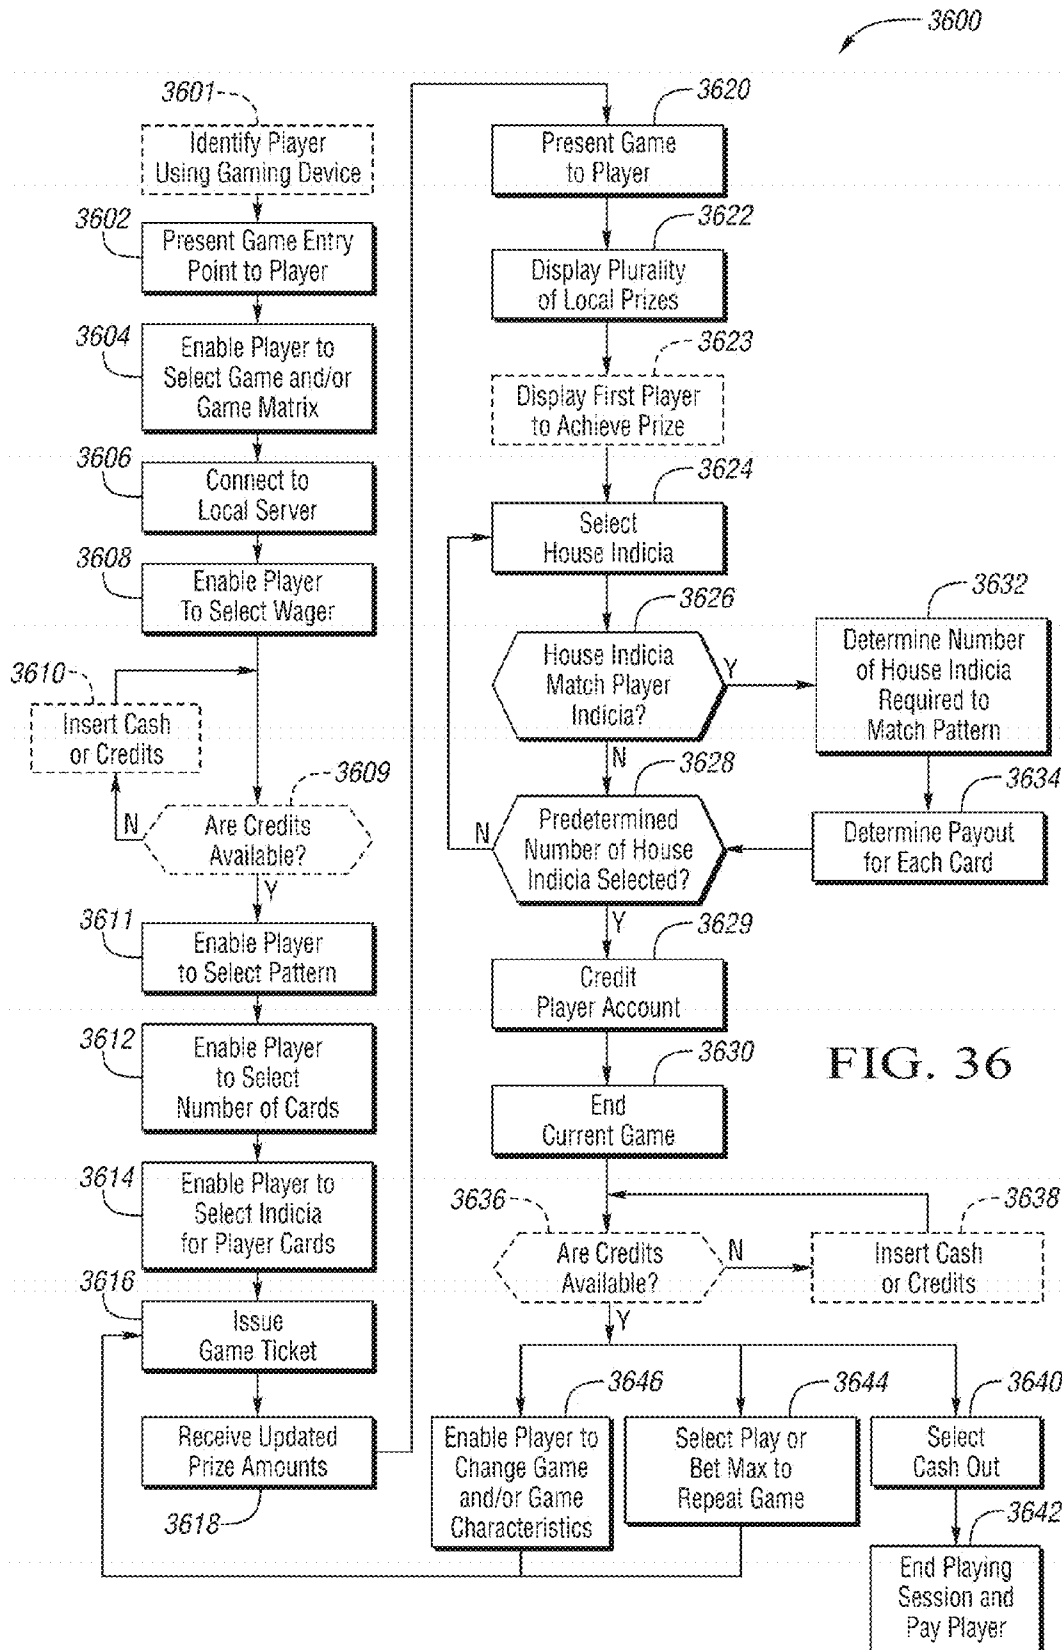 3600
3601
Identify Player
Using Gaming Device
3602
Present Game Entry
Point to Player
3604
Enable Player to
Select Game and/or
Game Matrix
3606
Connect to
Local Server
3608
Enable Player
To Select Wager
3610
Insert Cash
or Credits
3609
N
Are Credits
Available?
Y
3611
Enable Player
to Select Pattern
3612
Enable Player
to Select
Number of Cards
3614
Enable Player to
Select Indicia
for Player Cards
3616
Issue
Game Ticket
Receive Updated
Prize Amounts
3618
3620
Present Game
to Player
3622
Display Plurality
of Local Prizes
3623
Display First Player
to Achieve Prize
3624
Select
House Indicia
3626
House Indicia
Match Player
Indicia?
Y
N
3632
Determine Number
of House Indicia
Required to
Match Pattern
3628
N
Predetermined
Number of House
Indicia Selected?
Y
3634
Determine Payout
for Each Card
3629
Credit
Player Account
3630
End
Current Game
FIG. 36
3636
Are Credits
Available?
N
Y
3638
Insert Cash
or Credits
3646
Enable Player to
Change Game
and/or Game
Characteristics
3644
Select Play or
Bet Max to
Repeat Game
3640
Select
Cash Out
3642
End Playing
Session and
Pay Player